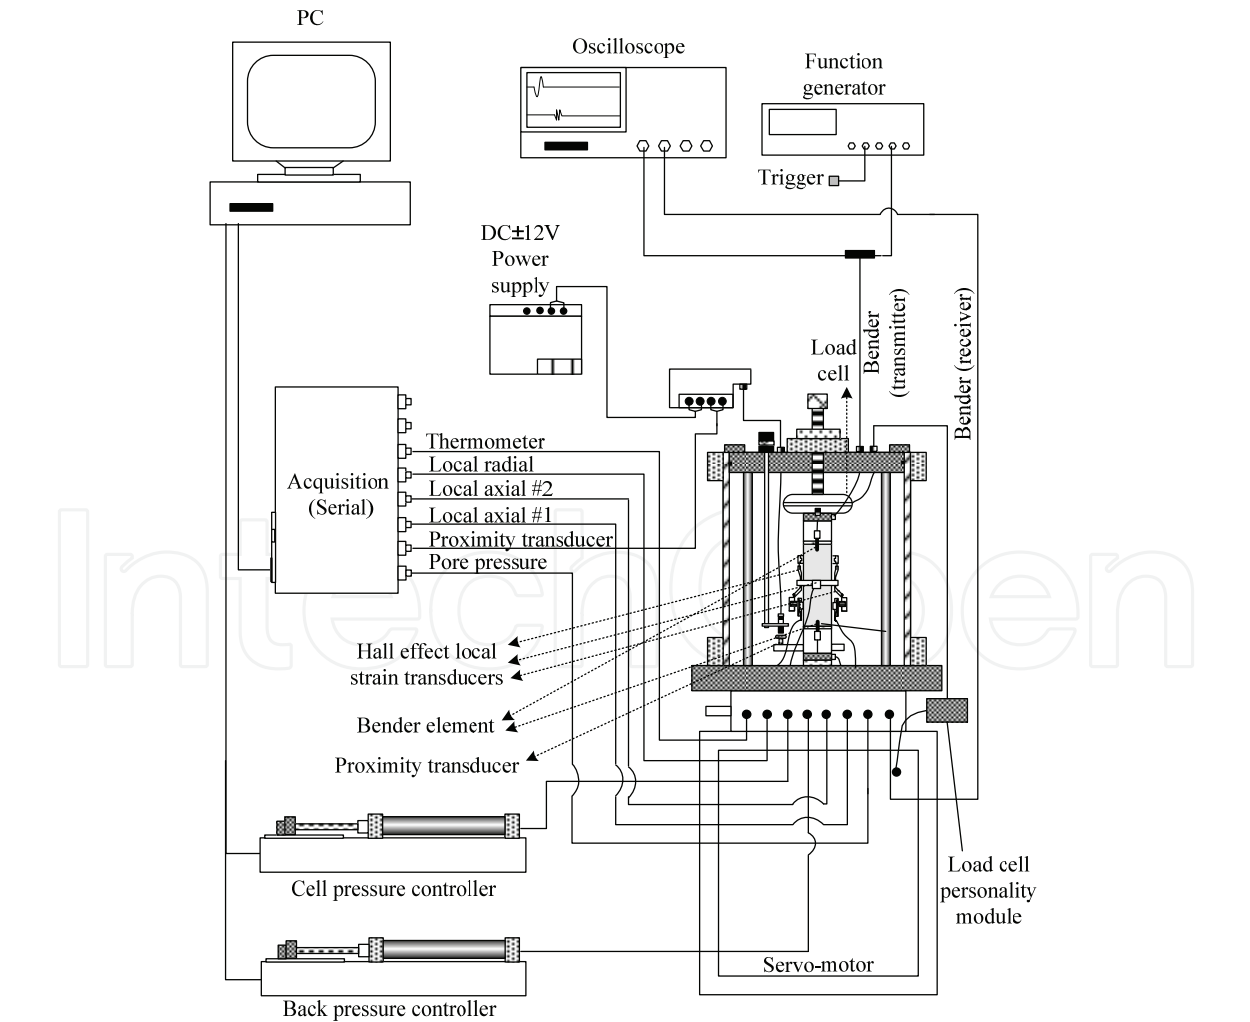 PC
Oscilloscope
Function
generator
Trigger
DC±12V
Power
supply
Load
cell
Bender
(transmitter)
Bender (receiver)
Thermometer
Local radial
Local axial #2
Local axial #1
Proximity transducer
Pore pressure
Acquisition
(Serial)
IntechOpen
Hall effect local
strain transducers
Bender element
Proximity transducer
Cell pressure controller
Load cell
personality
module
Servo-motor
Back pressure controller